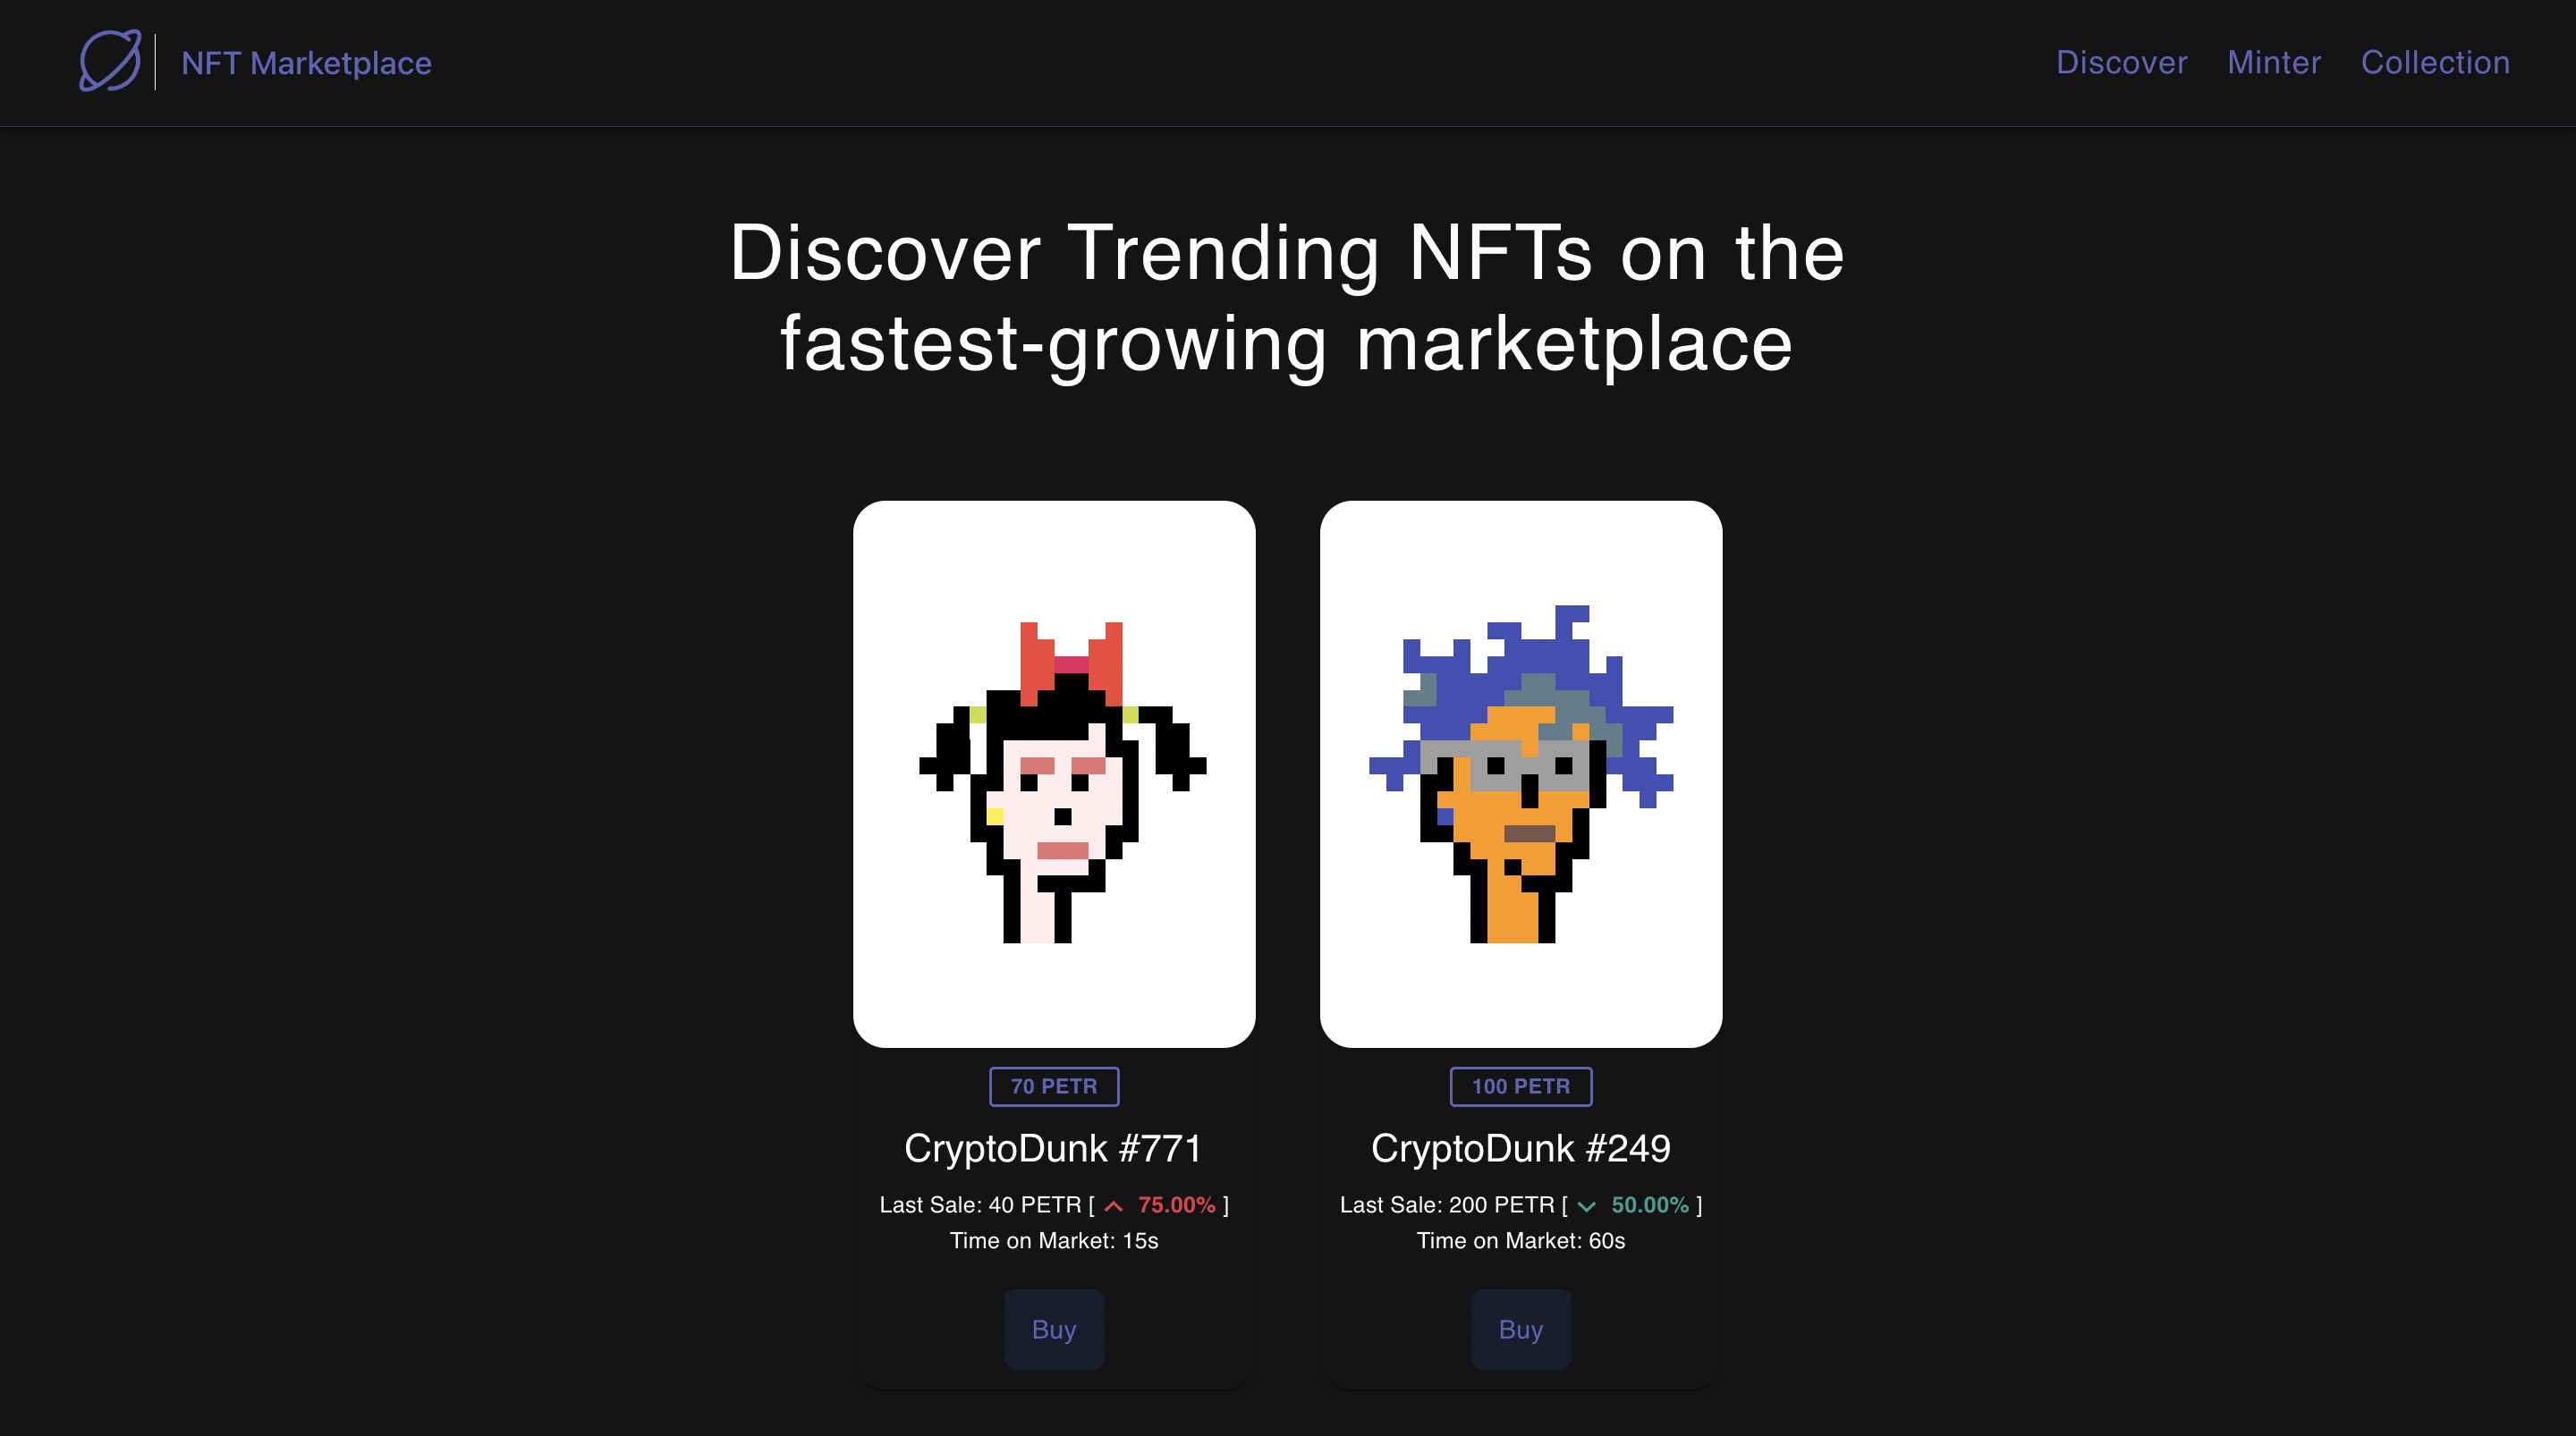 NFT Marketplace
Discover Minter Collection
Discover Trending NFTs on the
fastest-growing marketplace
70 PETR
CryptoDunk #771
Last Sale: 40 PETR [ 75.00% ]
Time on Market: 15s
Buy
100 PETR
CryptoDunk #249
Last Sale: 200 PETR [ 50.00% ]
Time on Market: 60s
Buy